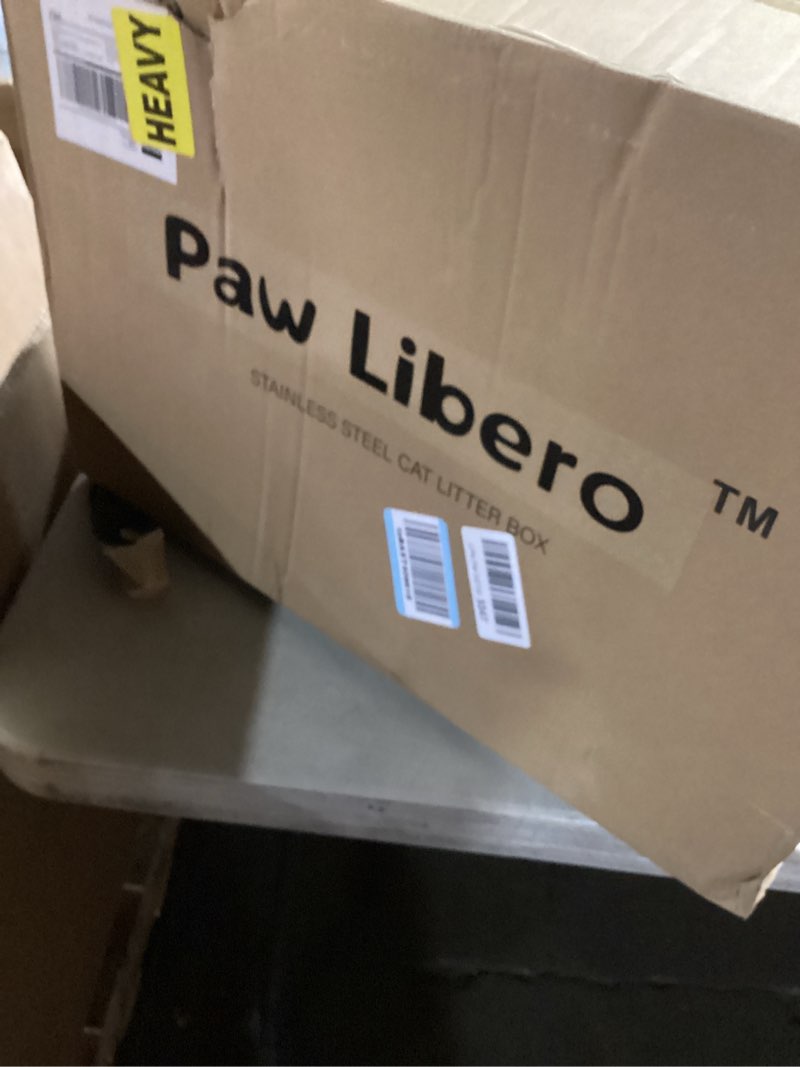 HEAVY
Paw Libero ™
STAINLESS STEEL CAT LITTER BOX